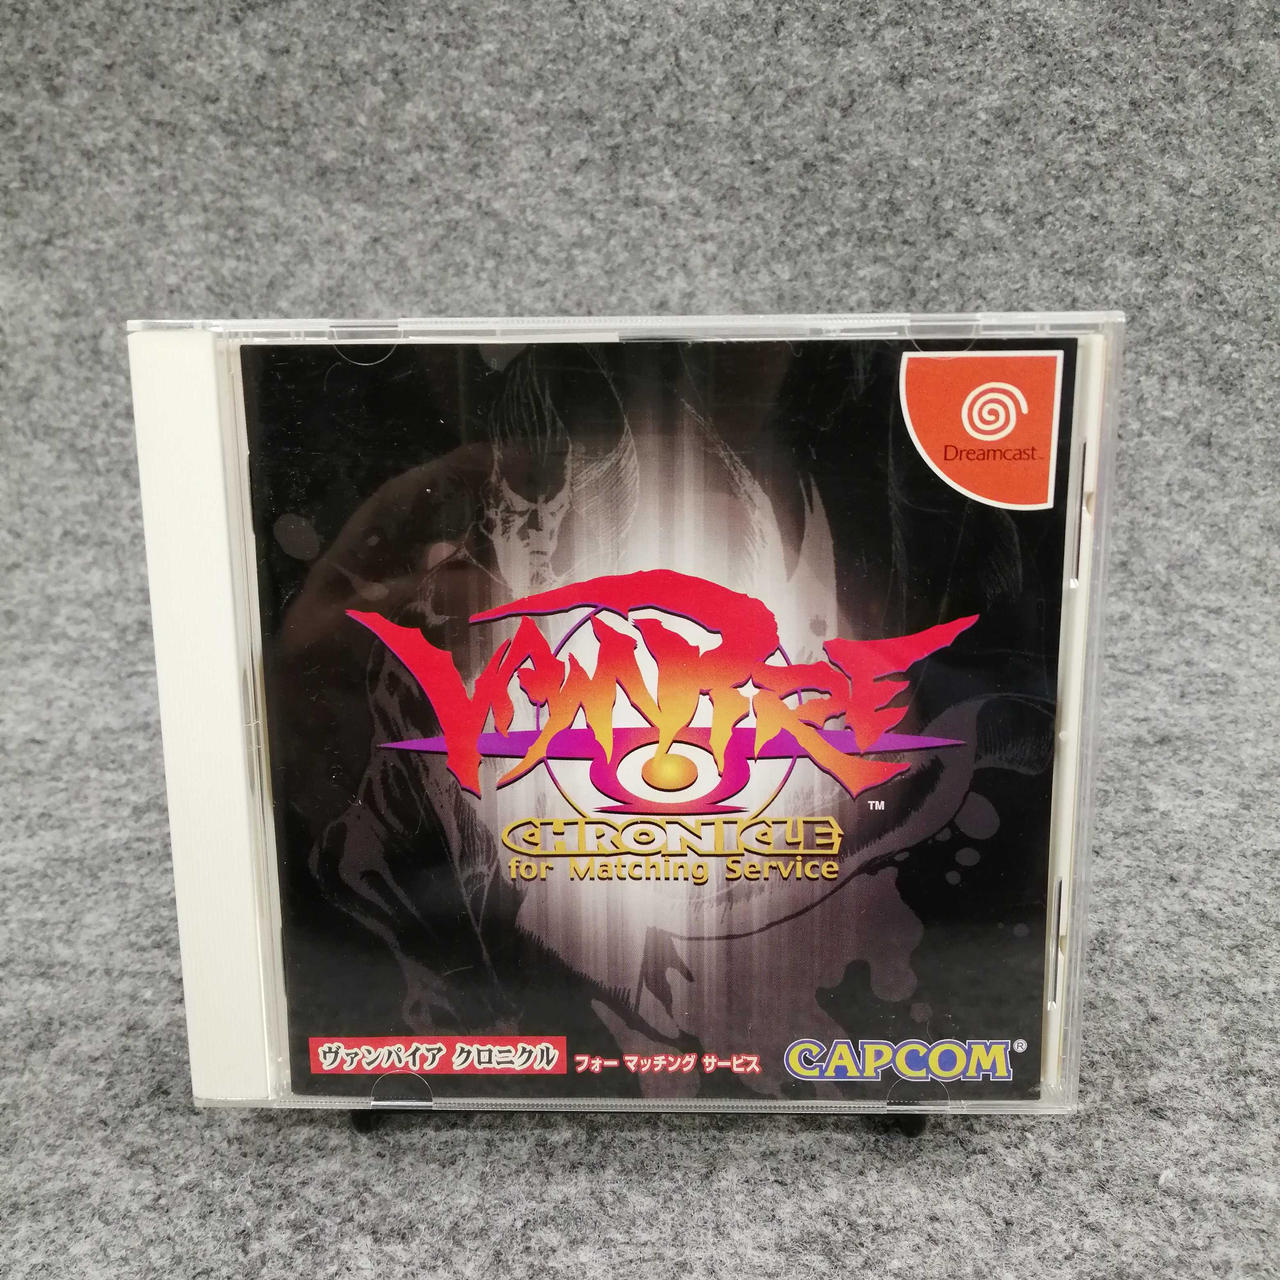 Dreamcast
VAMPIRE
TM
CHRONICLE
for Matching Service
ヴァンパイア クロニクル フォー マッチング サービス CAPCOM®